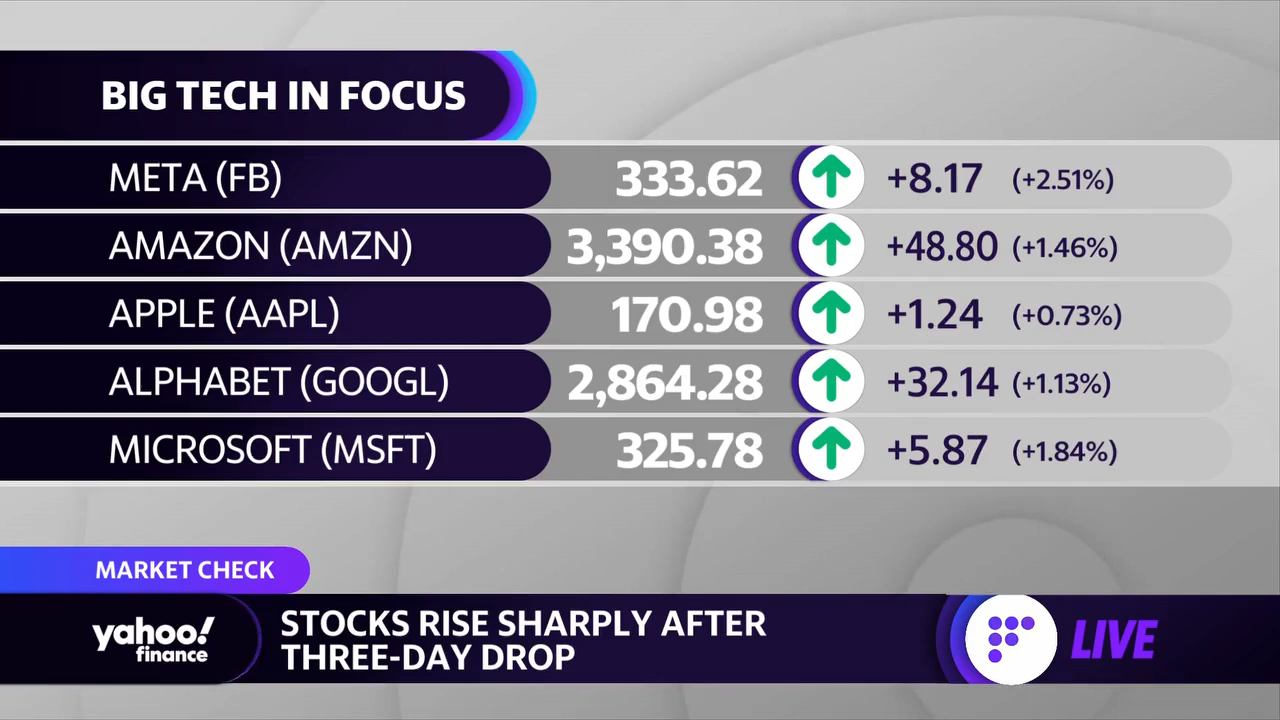 BIG TECH IN FOCUS
META (FB) 333.62 +8.17 (+2.51%)
AMAZON (AMZN) 3,390.38 +48.80 (+1.46%)
APPLE (AAPL) 170.98 +1.24 (+0.73%)
ALPHABET (GOOGL) 2,864.28 +32.14 (+1.13%)
MICROSOFT (MSFT) 325.78 +5.87 (+1.84%)
MARKET CHECK
yahoo!
finance
STOCKS RISE SHARPLY AFTER
THREE-DAY DROP
LIVE